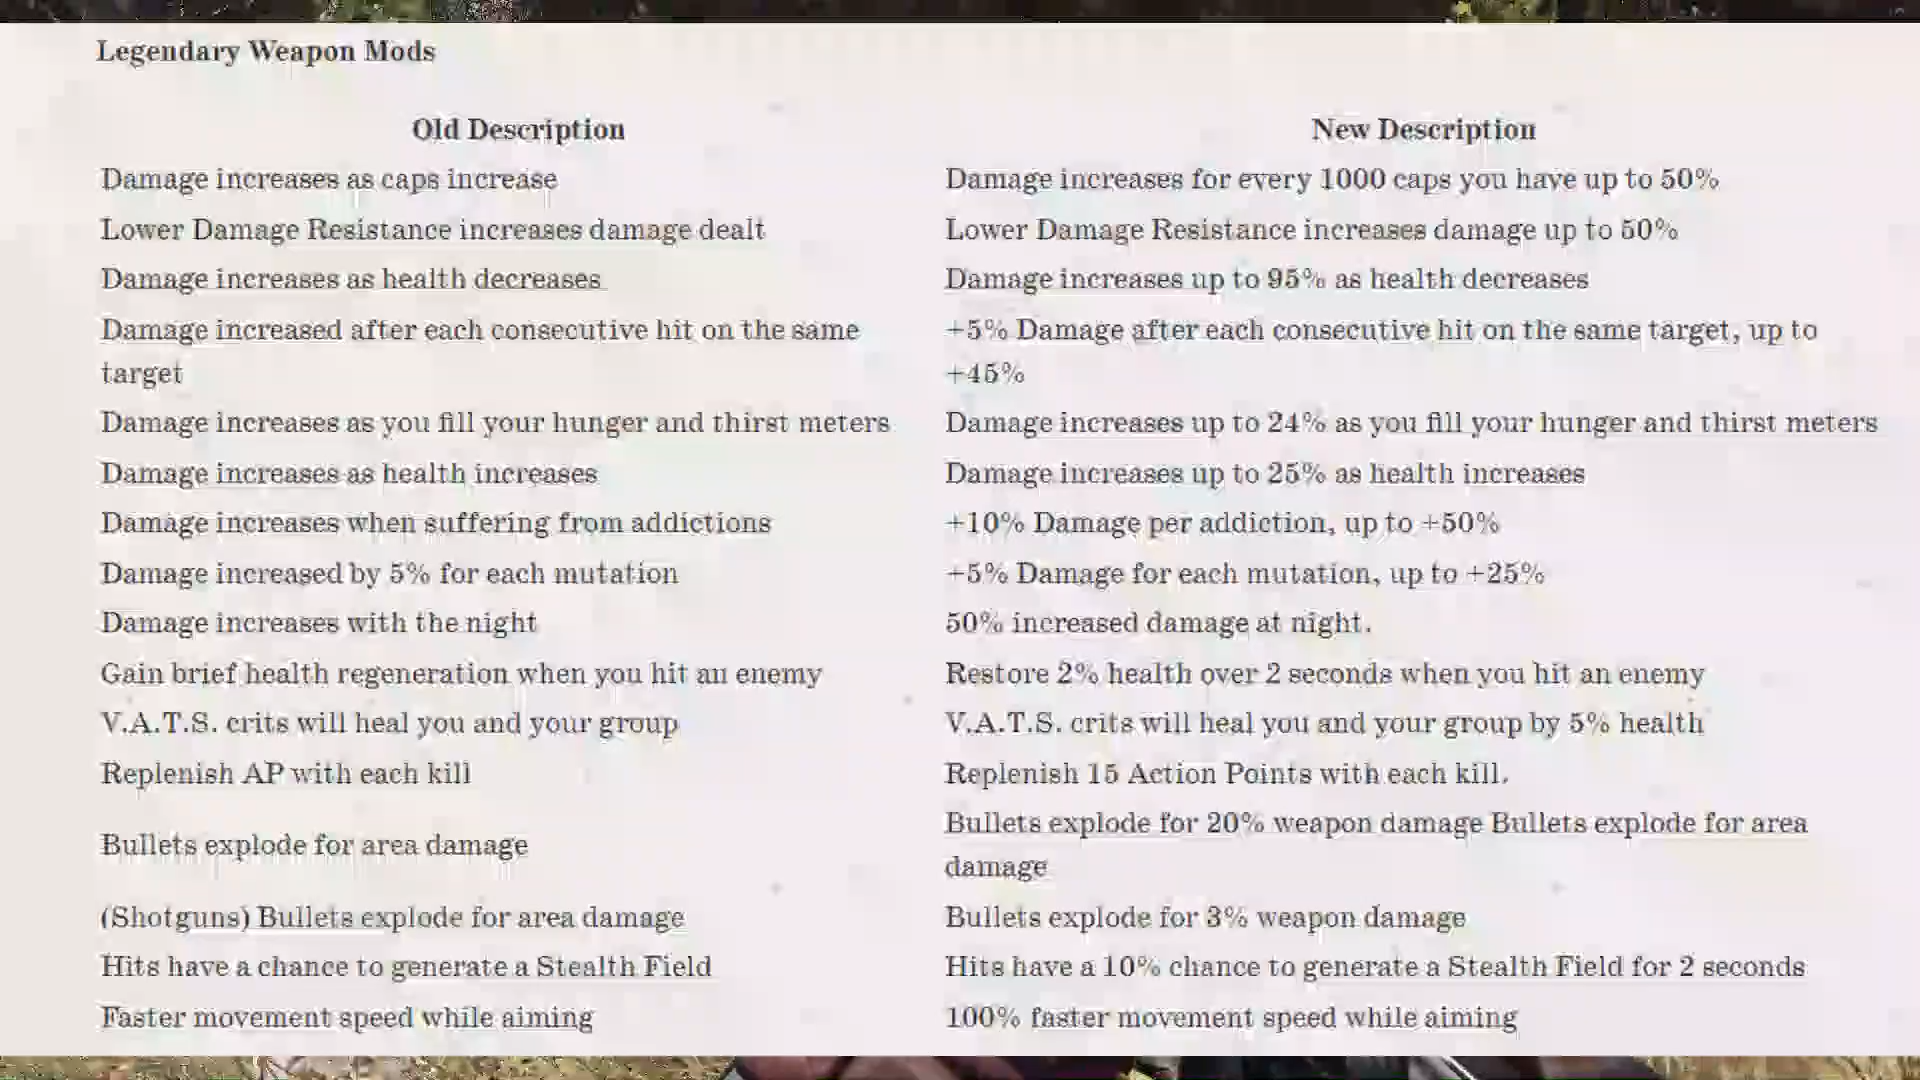 Legendary Weapon Mods
Old Description
New Description
Damage increases as caps increase
Damage increases for every 1000 caps you have up to 50%
Lower Damage Resistance increases damage dealt
Lower Damage Resistance increases damage up to 50%
Damage increases as health decreases
Damage increases up to 95% as health decreases
Damage increased after each consecutive hit on the same
target
+5% Damage after each consecutive hit on the same target, up to
+45%
Damage increases as you fill your hunger and thirst meters
Damage increases up to 24% as you fill your hunger and thirst meters
Damage increases as health increases
Damage increases up to 25% as health increases
Damage increases when suffering from addictions
+10% Damage per addiction, up to +50%
Damage increased by 5% for each mutation
+5% Damage for each mutation, up to +25%
Damage increases with the night
50% increased damage at night.
Gain brief health regeneration when you hit an enemy
Restore 2% health over 2 seconds when you hit an enemy
V.A.T.S. crits will heal you and your group
V.A.T.S. crits will heal you and your group by 5% health
Replenish AP with each kill
Replenish 15 Action Points with each kill.
Bullets explode for area damage
Bullets explode for 20% weapon damage Bullets explode for area
damage
(Shotguns) Bullets explode for area damage
Bullets explode for 3% weapon damage
Hits have a chance to generate a Stealth Field
Hits have a 10% chance to generate a Stealth Field for 2 seconds
Faster movement speed while aiming
100% faster movement speed while aiming